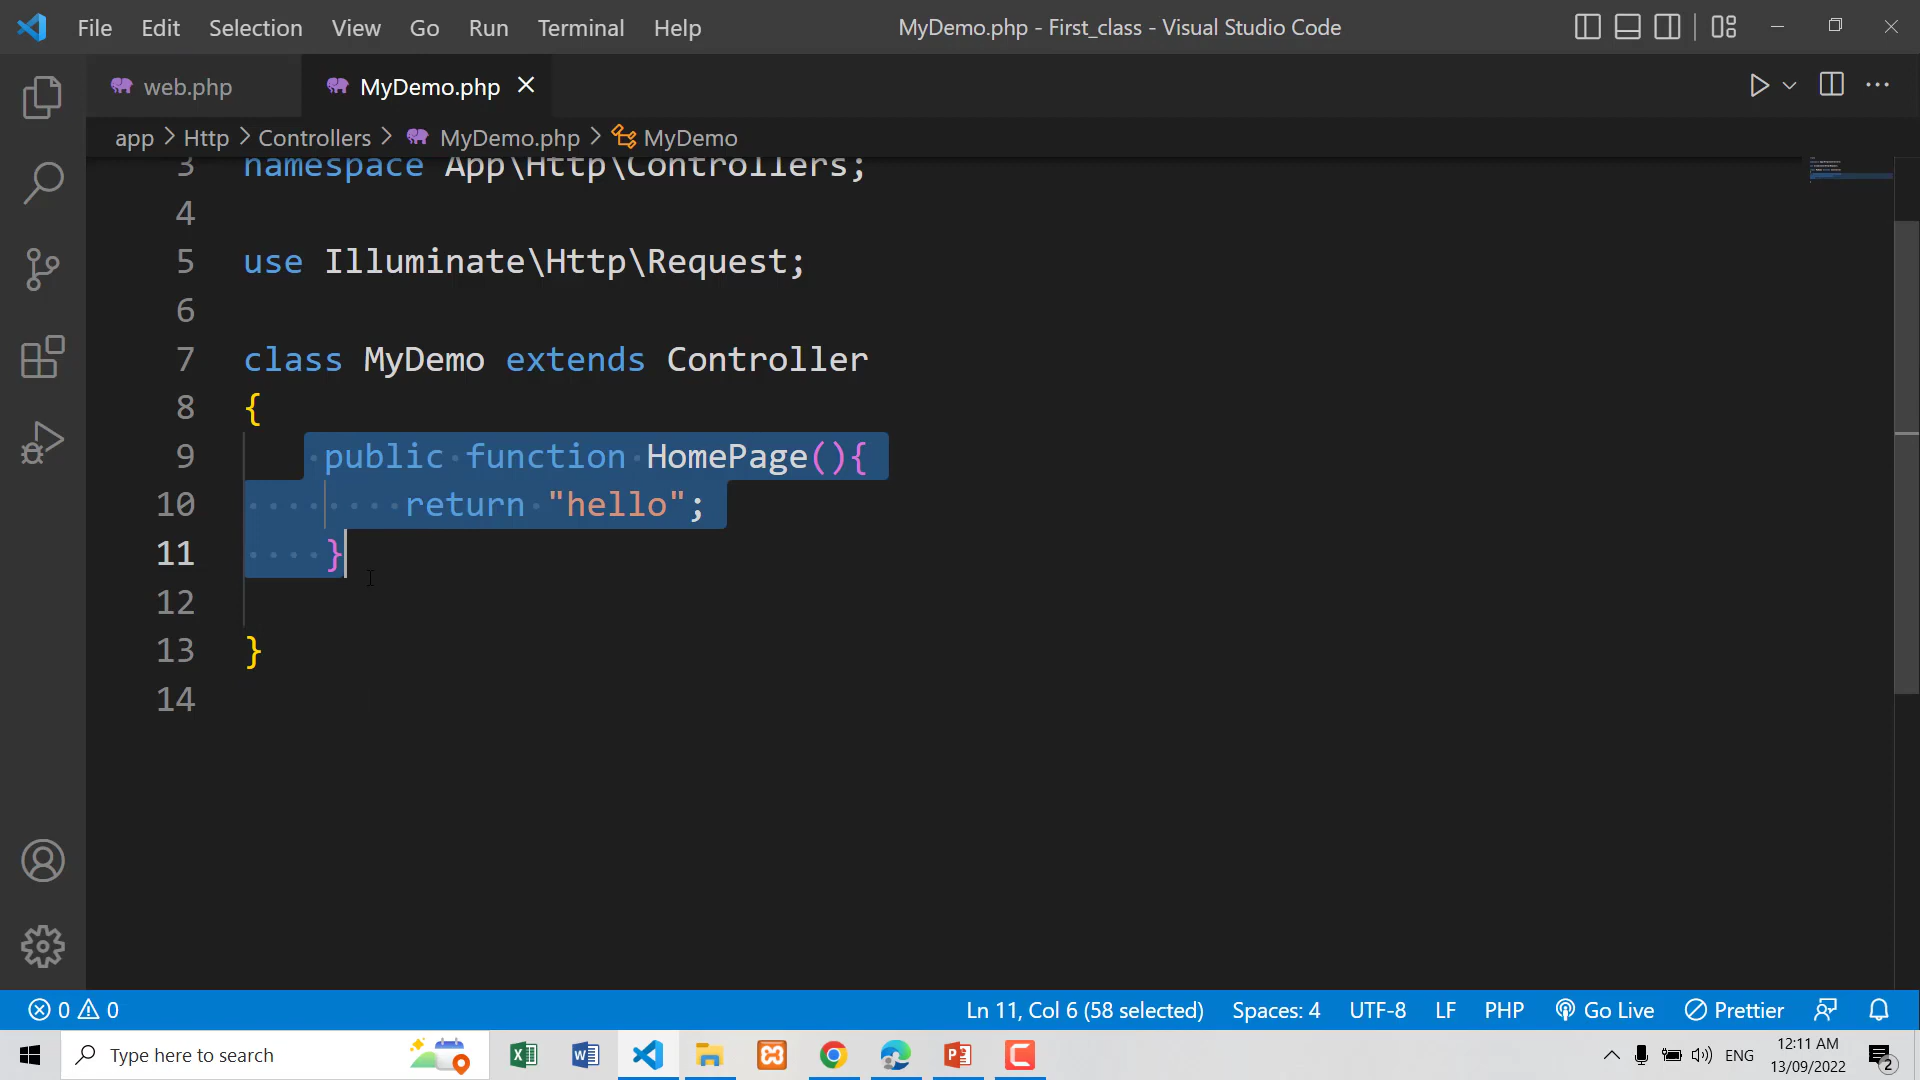 File Edit Selection View Go Run Terminal Help MyDemo.php - First_class - Visual Studio Code
web.php MyDemo.php
app > Http > Controllers > MyDemo.php > MyDemo
3 namespace App\Http\Controllers;
4
5 use Illuminate\Http\Request;
6
7 class MyDemo extends Controller
8 {
9 public function HomePage(){
10 return "hello";
11 }
12
13 }
14
0 0 Ln 11, Col 6 (58 selected) Spaces: 4 UTF-8 LF PHP Go Live Prettier
Type here to search ENG 12:11 AM
13/09/2022 2